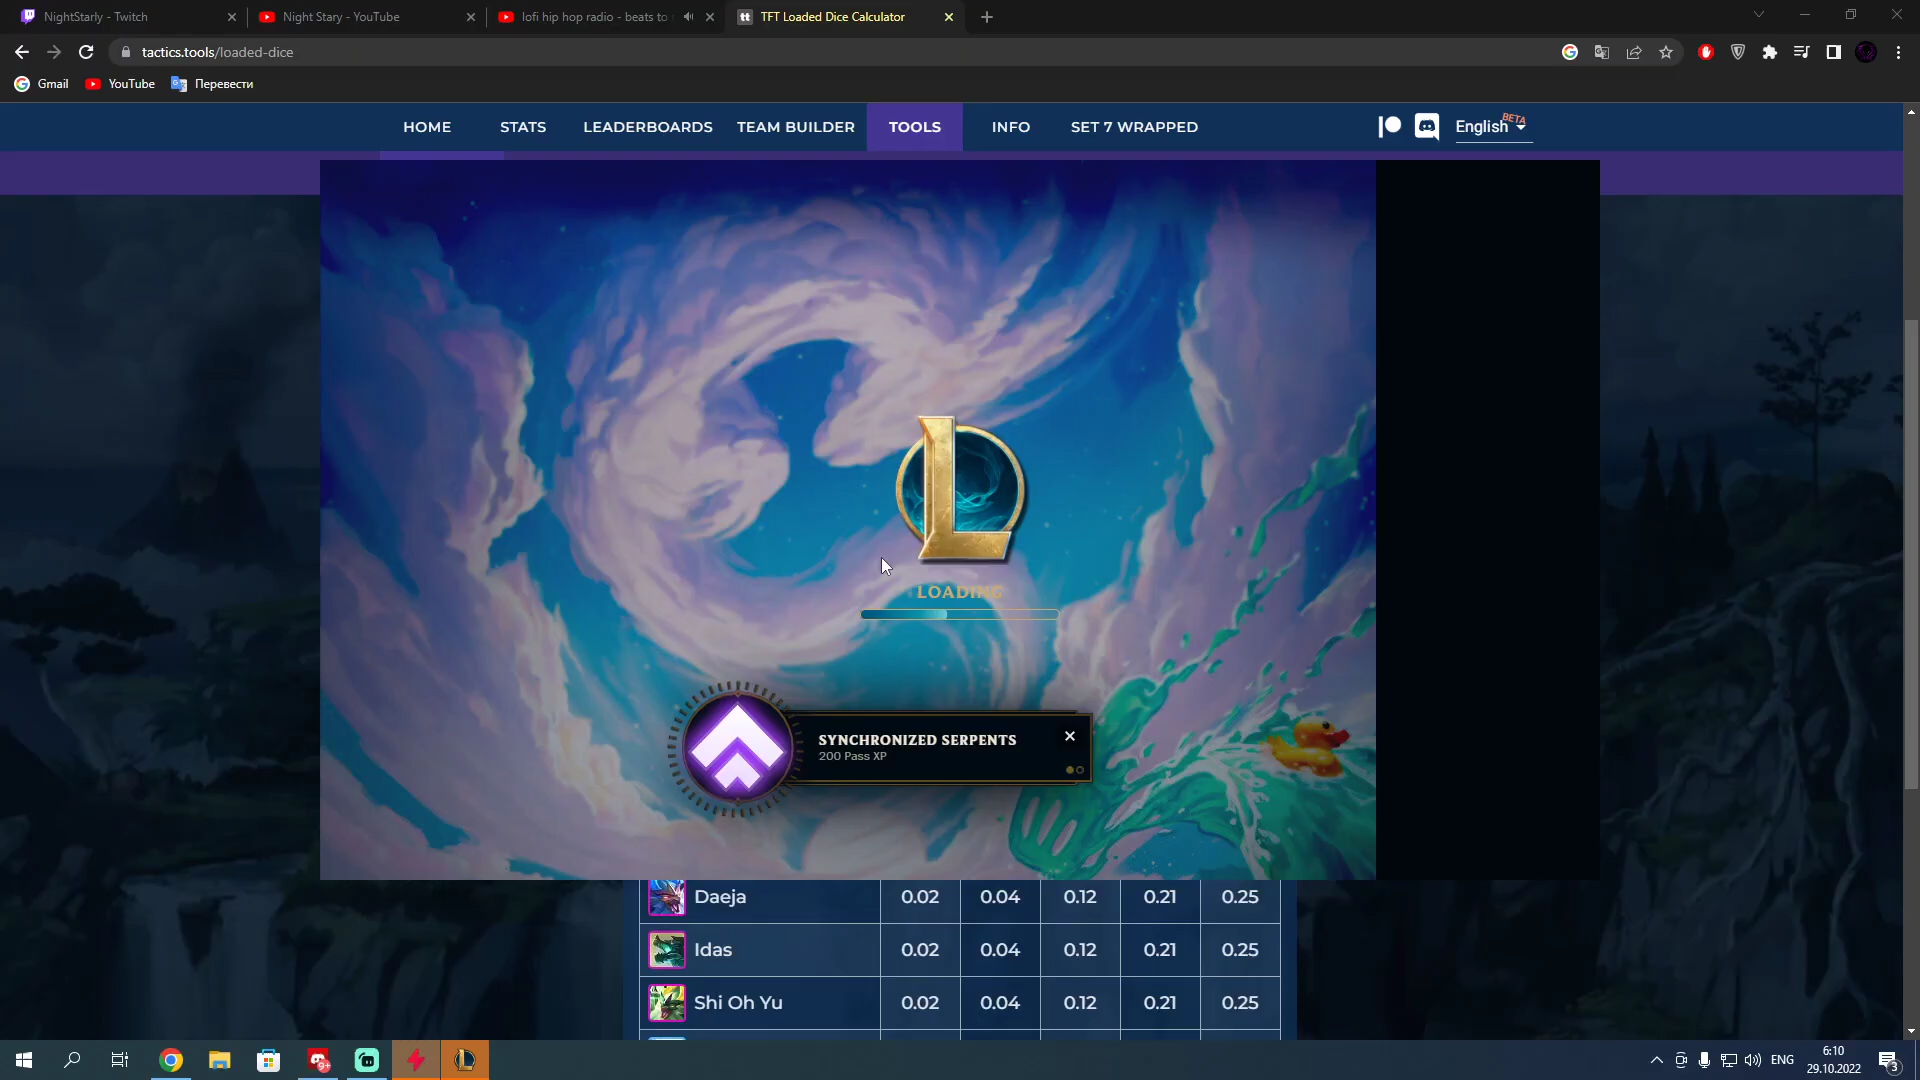 NightStarly - Twitch
Night Stary - YouTube
lofi hip hop radio - beats to r
tt
TFT Loaded Dice Calculator
tactics.tools/loaded-dice
Gmail
YouTube
Перевести
HOME
STATS
LEADERBOARDS
TEAM BUILDER
TOOLS
INFO
SET 7 WRAPPED
English
BETA
LOADING
SYNCHRONIZED SERPENTS
200 Pass XP
Daeja 0.02 0.04 0.12 0.21 0.25
Idas 0.02 0.04 0.12 0.21 0.25
Shi Oh Yu 0.02 0.04 0.12 0.21 0.25
9+
ENG
6:10
29.10.2022
3